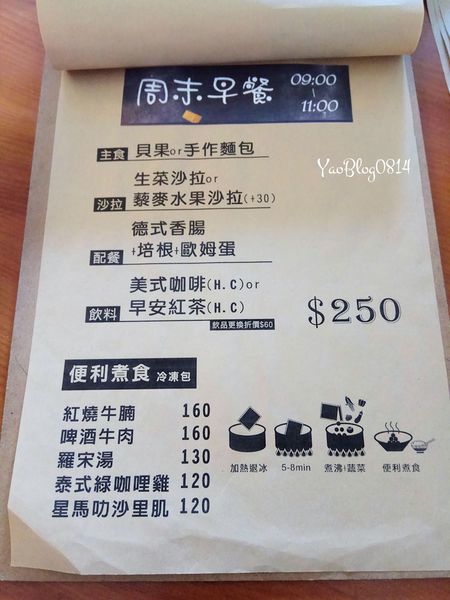 周末早餐 09:00 | 11:00
主食 貝果or手作麵包
YaoBlog0814
生菜沙拉or
沙拉 藜麥水果沙拉(+30)
德式香腸
配餐 +培根+歐姆蛋
美式咖啡(H.C)or
飲料 早安紅茶(H.C)
飲品更換折價$60
$250
便利煮食 冷凍包
紅燒牛腩 160
啤酒牛肉 160
羅宋湯 130
泰式綠咖哩雞 120
星馬叻沙里肌 120
加熱退冰 5-8min 煮沸+蔬菜 便利煮食